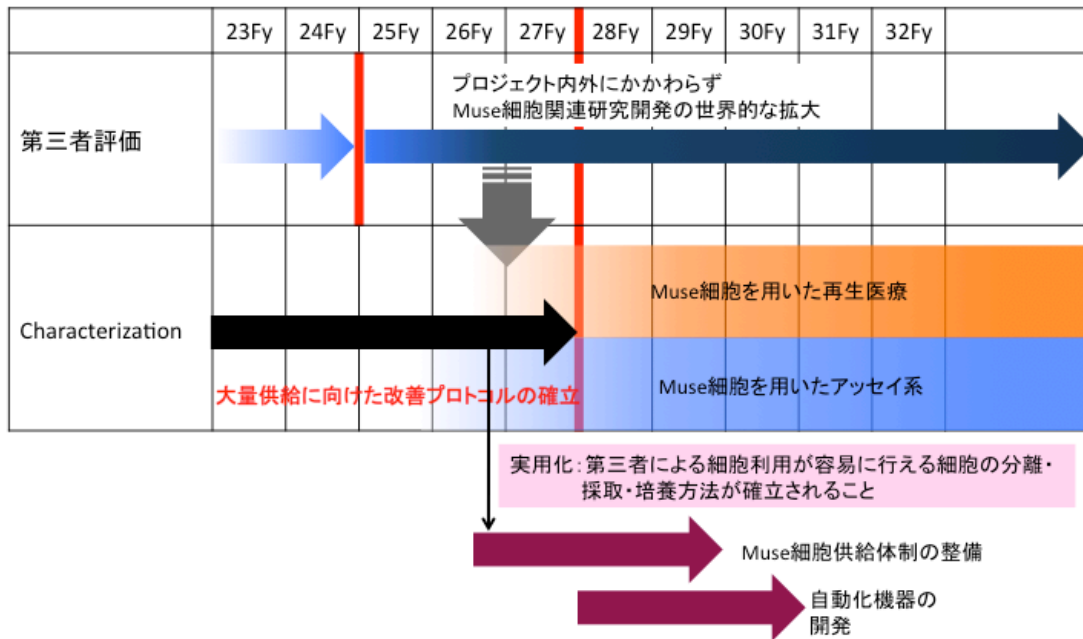 23Fy 24Fy 25Fy 26Fy 27Fy 28Fy 29Fy 30Fy 31Fy 32Fy
プロジェクト内外にかかわらず
Muse細胞関連研究開発の世界的な拡大
第三者評価
Muse細胞を用いた再生医療
Characterization
Muse細胞を用いたアッセイ系
大量供給に向けた改善プロトコルの確立
実用化：第三者による細胞利用が容易に行える細胞の分離・
採取・培養方法が確立されること
Muse細胞供給体制の整備
自動化機器の
開発